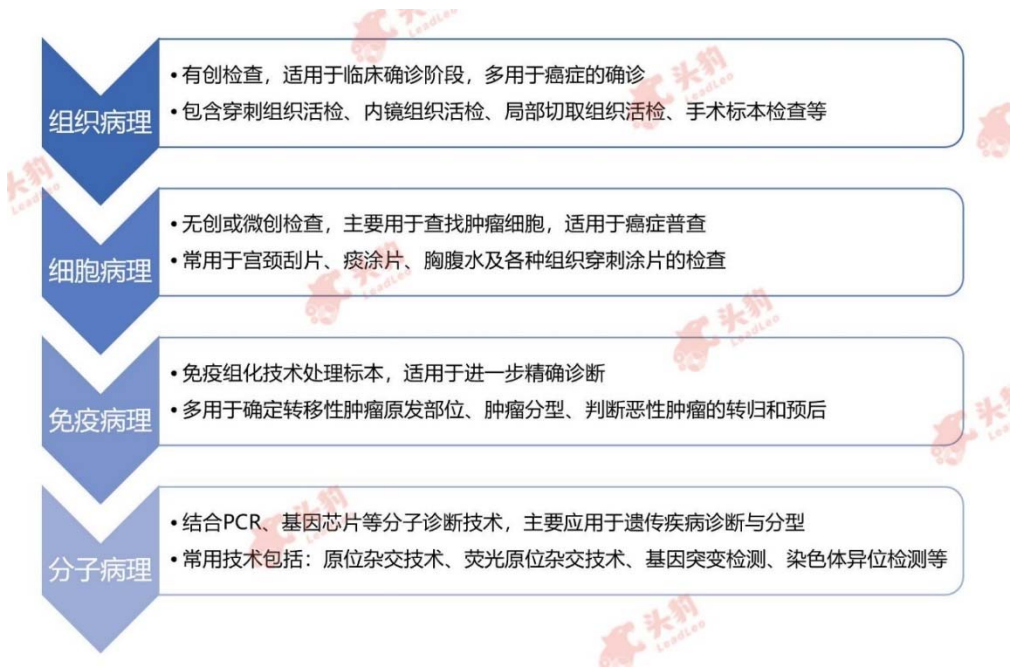 组织病理
• 有创检查，适用于临床确诊阶段，多用于癌症的确诊
• 包含穿刺组织活检、内镜组织活检、局部切取组织活检、手术标本检查等
细胞病理
• 无创或微创检查，主要用于查找肿瘤细胞，适用于癌症普查
• 常用于宫颈刮片、痰涂片、胸腹水及各种组织穿刺涂片的检查
免疫病理
• 免疫组化技术处理标本，适用于进一步精确诊断
• 多用于确定转移性肿瘤原发部位、肿瘤分型、判断恶性肿瘤的转归和预后
分子病理
• 结合PCR、基因芯片等分子诊断技术，主要应用于遗传疾病诊断与分型
• 常用技术包括：原位杂交技术、荧光原位杂交技术、基因突变检测、染色体异位检测等
头豹
LeadLeo